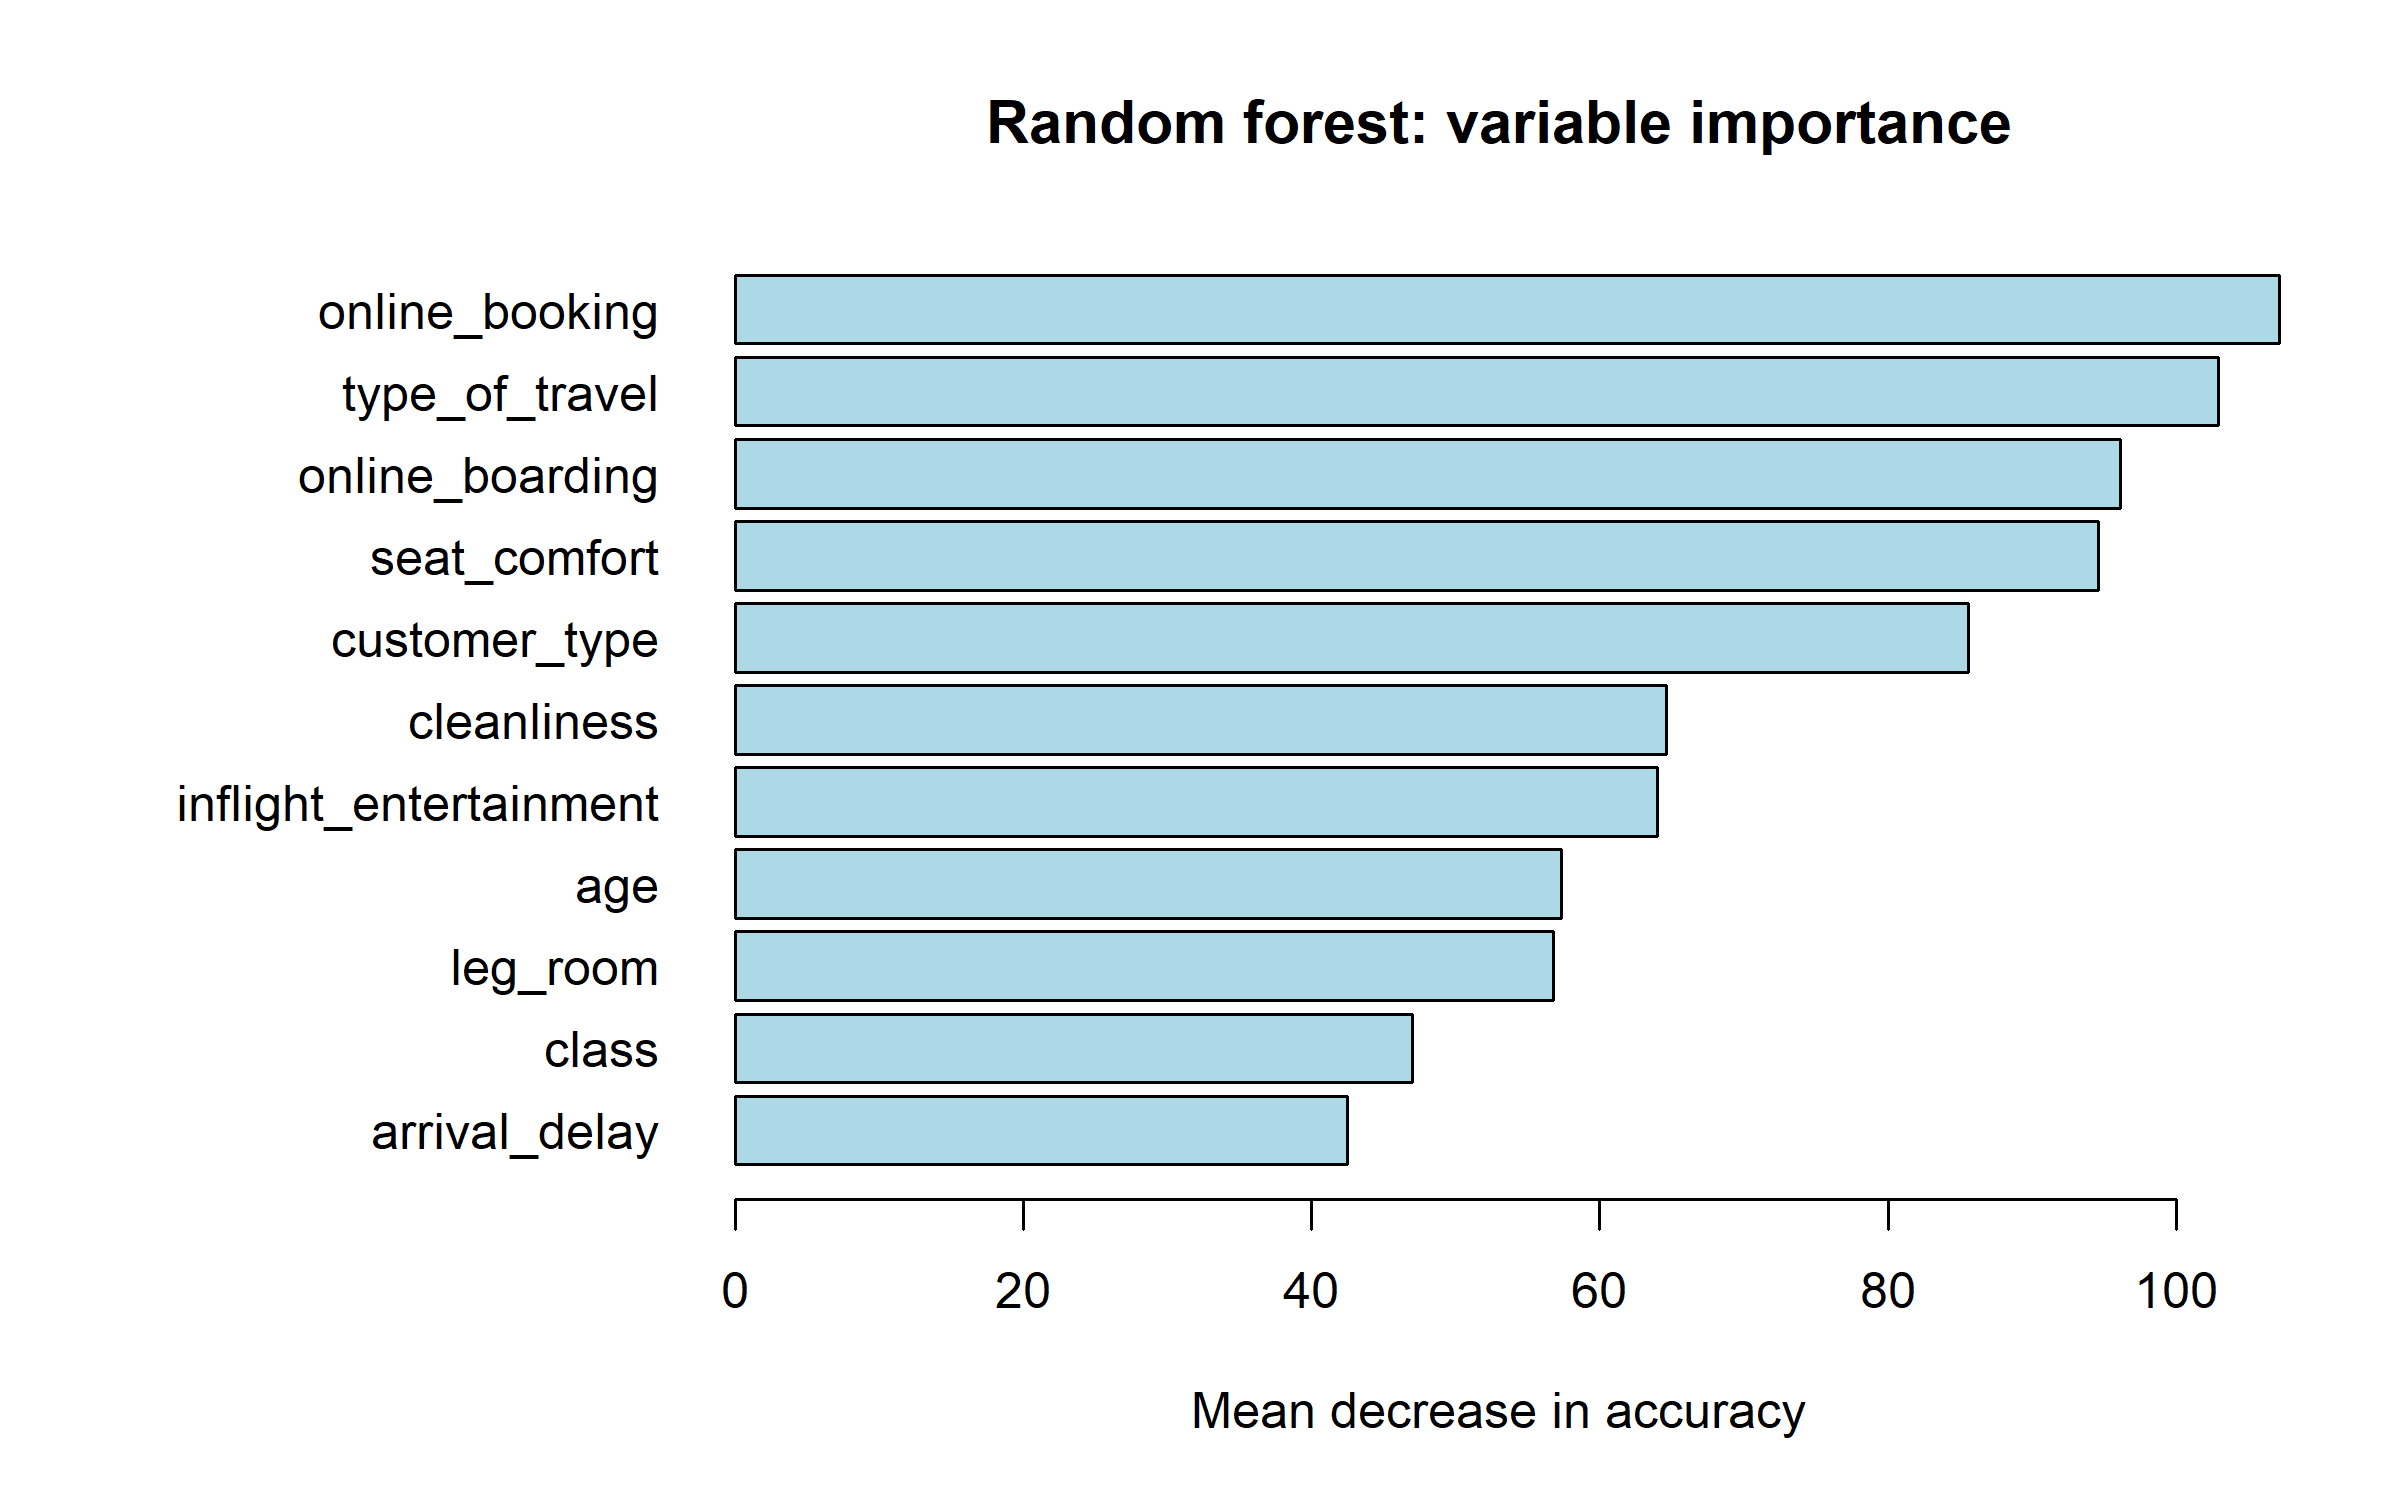 Random forest: variable importance
online_booking
type_of_travel
online_boarding
seat_comfort
customer_type
cleanliness
inflight_entertainment
age
leg_room
class
arrival_delay
0 20 40 60 80 100
Mean decrease in accuracy